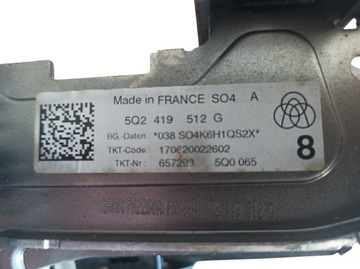 Made in FRANCE SO4 A
5Q2 419 512 G
BG.-Daten : *038 SO4K6H1QS2X*
TKT-Code : 170620022602
TKT-Nr : 657293 5Q0 065
8